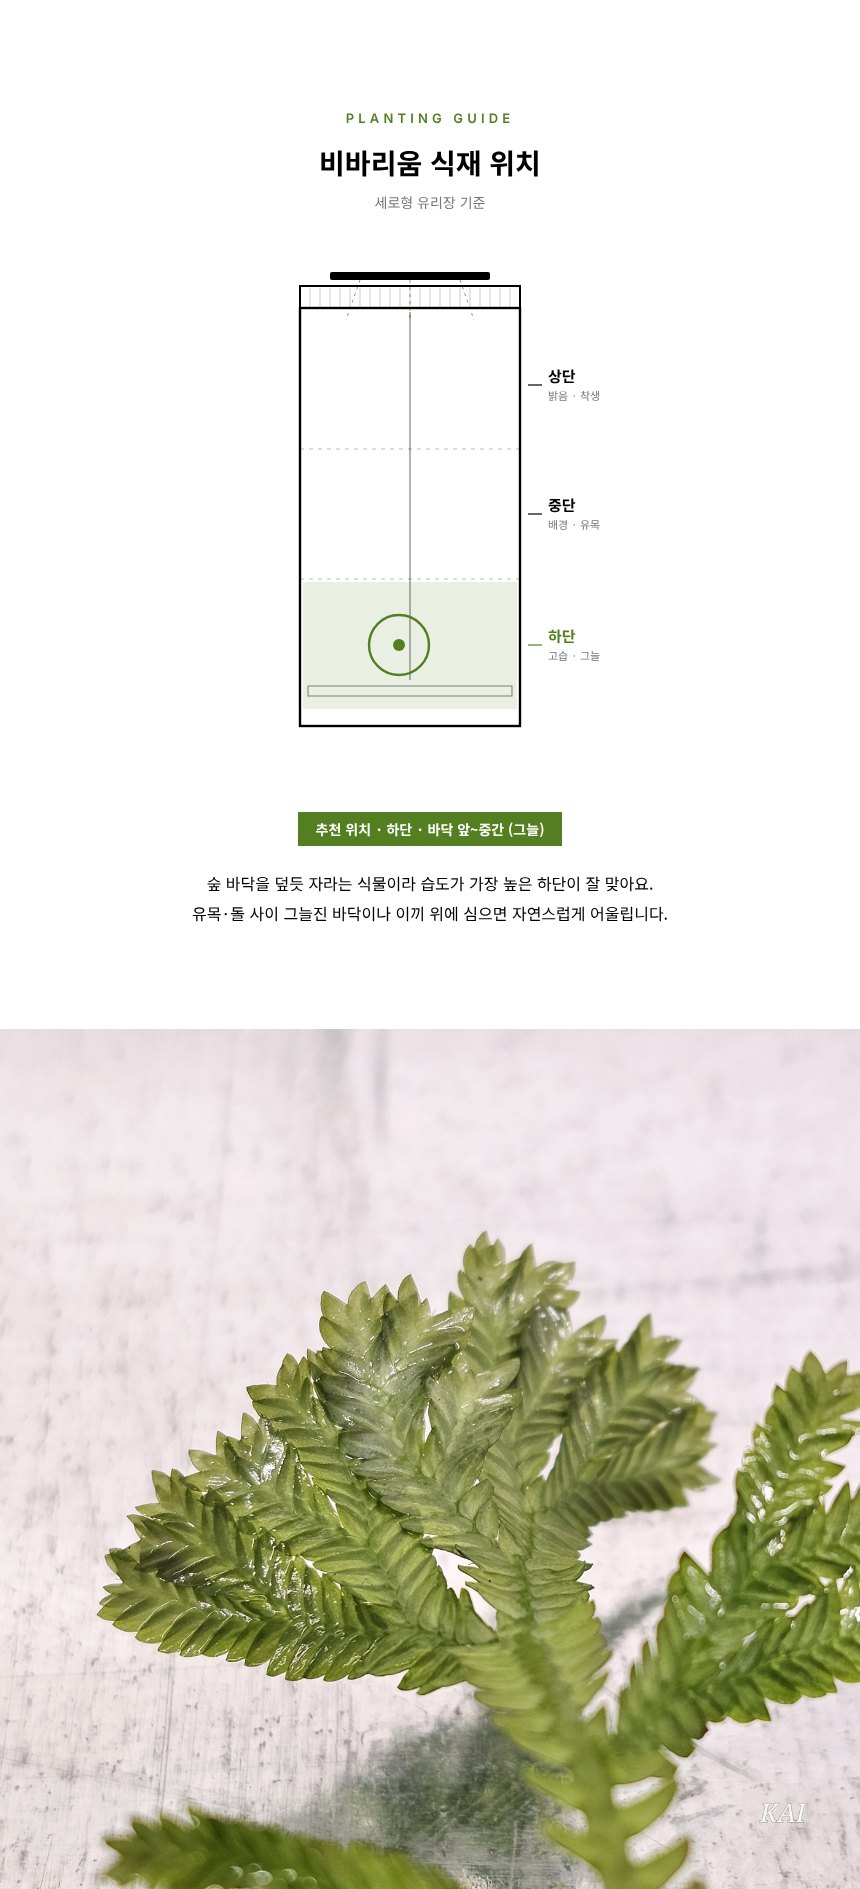 PLANTING GUIDE
비바리움 식재 위치
세로형 유리장 기준
상단
밝음 · 착생
중단
배경 · 유목
하단
고습 · 그늘
추천 위치 · 하단 · 바닥 앞~중간 (그늘)
숲 바닥을 덮듯 자라는 식물이라 습도가 가장 높은 하단이 잘 맞아요.
유목·돌 사이 그늘진 바닥이나 이끼 위에 심으면 자연스럽게 어울립니다.
KAI